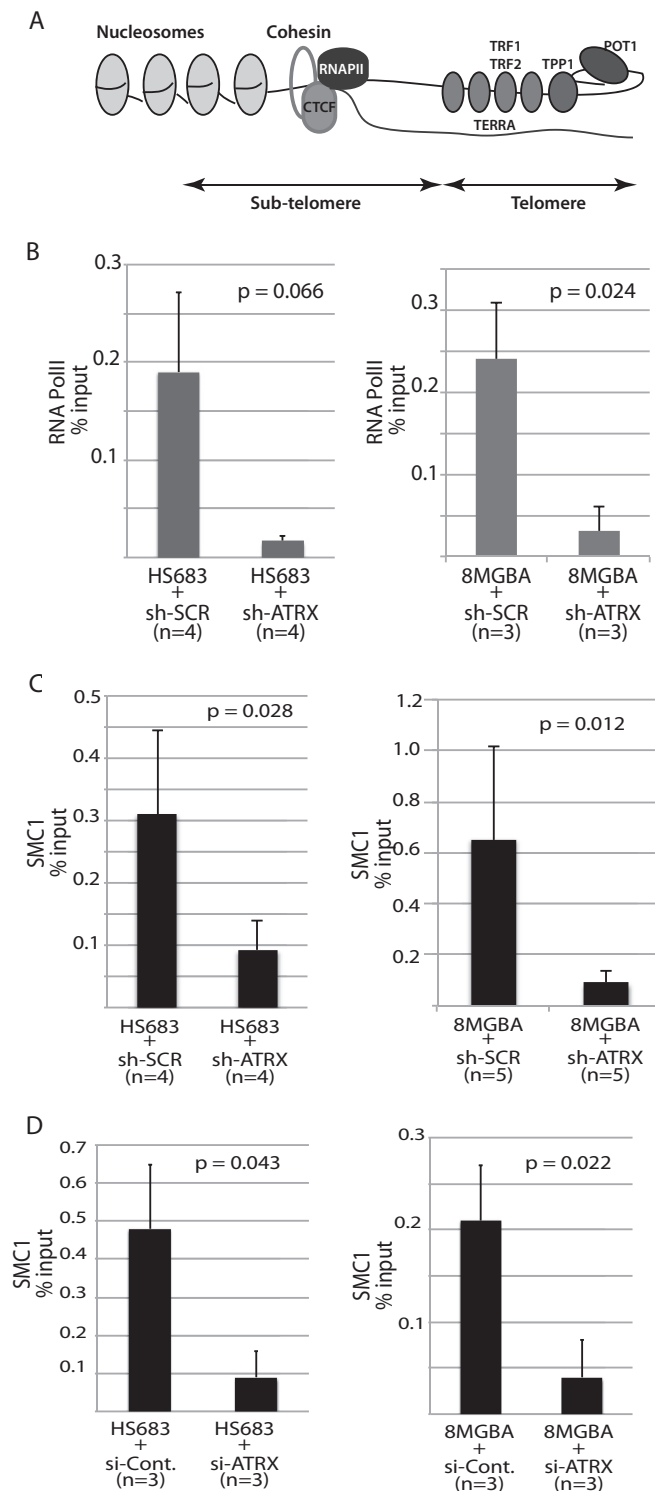 A
Nucleosomes
Cohesin
RNAPII
CTCF
TRF1
TRF2
TPP1
POT1
TERRA
Sub-telomere
Telomere
B
RNA PolII
% input
0.3
0.2
0.1
p = 0.066
HS683
+
sh-SCR
(n=4)
HS683
+
sh-ATRX
(n=4)
RNA PolII
% input
0.3
0.2
0.1
p = 0.024
8MGBA
+
sh-SCR
(n=3)
8MGBA
+
sh-ATRX
(n=3)
C
SMC1
% input
0.5
0.4
0.3
0.2
0.1
p = 0.028
HS683
+
sh-SCR
(n=4)
HS683
+
sh-ATRX
(n=4)
SMC1
% input
1.2
1.0
0.8
0.6
0.4
0.2
p = 0.012
8MGBA
+
sh-SCR
(n=5)
8MGBA
+
sh-ATRX
(n=5)
D
SMC1
% input
0.7
0.6
0.5
0.4
0.3
0.2
0.1
p = 0.043
HS683
+
si-Cont.
(n=3)
HS683
+
si-ATRX
(n=3)
SMC1
% input
0.3
0.2
0.1
p = 0.022
8MGBA
+
si-Cont.
(n=3)
8MGBA
+
si-ATRX
(n=3)